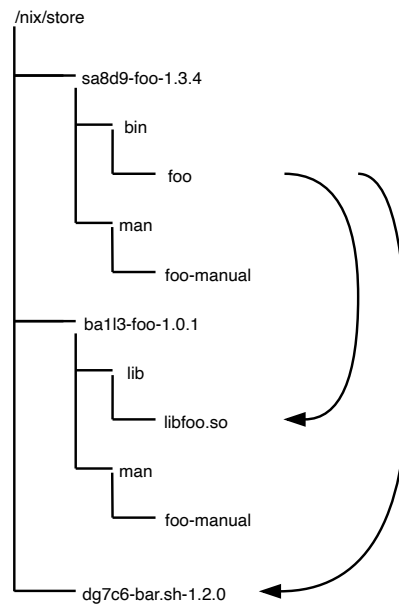 /nix/store
sa8d9-foo-1.3.4
bin
foo
man
foo-manual
ba1l3-foo-1.0.1
lib
libfoo.so
man
foo-manual
dg7c6-bar.sh-1.2.0